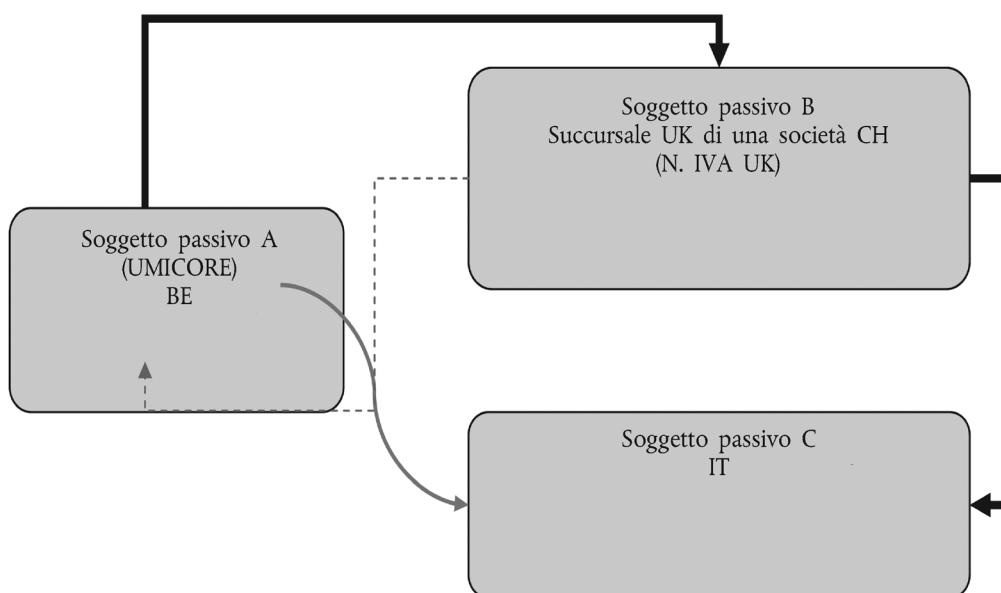 Soggetto passivo B
Succursale UK di una società CH
(N. IVA UK)
Soggetto passivo A
(UMICORE)
BE
Soggetto passivo C
IT